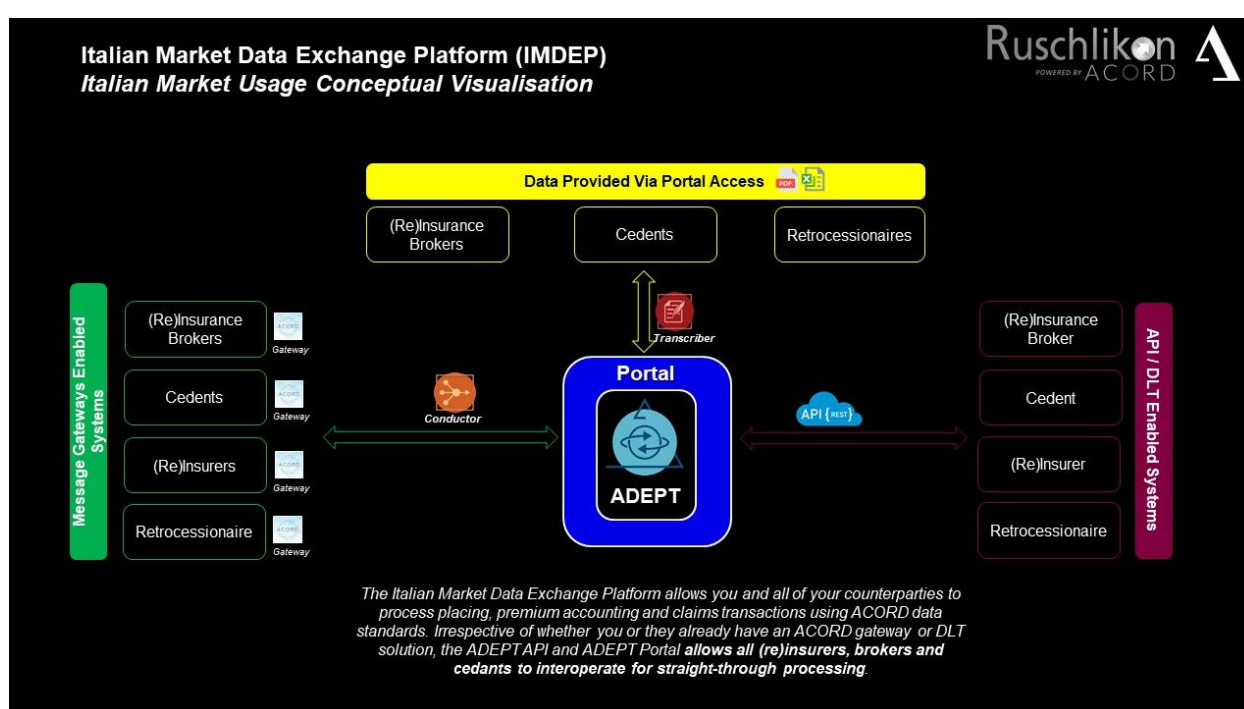 Italian Market Data Exchange Platform (IMDEP)
Italian Market Usage Conceptual Visualisation
Ruschlikon
POWERED BY ACORD
Data Provided Via Portal Access
PDF
X
(Re)Insurance
Brokers
Cedents
Retrocessionaires
Message Gateways Enabled
Systems
(Re)Insurance
Brokers
ACORD
Gateway
Cedents
ACORD
Gateway
(Re)Insurers
ACORD
Gateway
Retrocessionaire
ACORD
Gateway
Conductor
Transcriber
Portal
ADEPT
API {REST}
(Re)Insurance
Broker
Cedent
(Re)Insurer
Retrocessionaire
API / DLT Enabled Systems
The Italian Market Data Exchange Platform allows you and all of your counterparties to
process placing, premium accounting and claims transactions using ACORD data
standards. Irrespective of whether you or they already have an ACORD gateway or DLT
solution, the ADEPT API and ADEPT Portal allows all (re)insurers, brokers and
cedants to interoperate for straight-through processing.